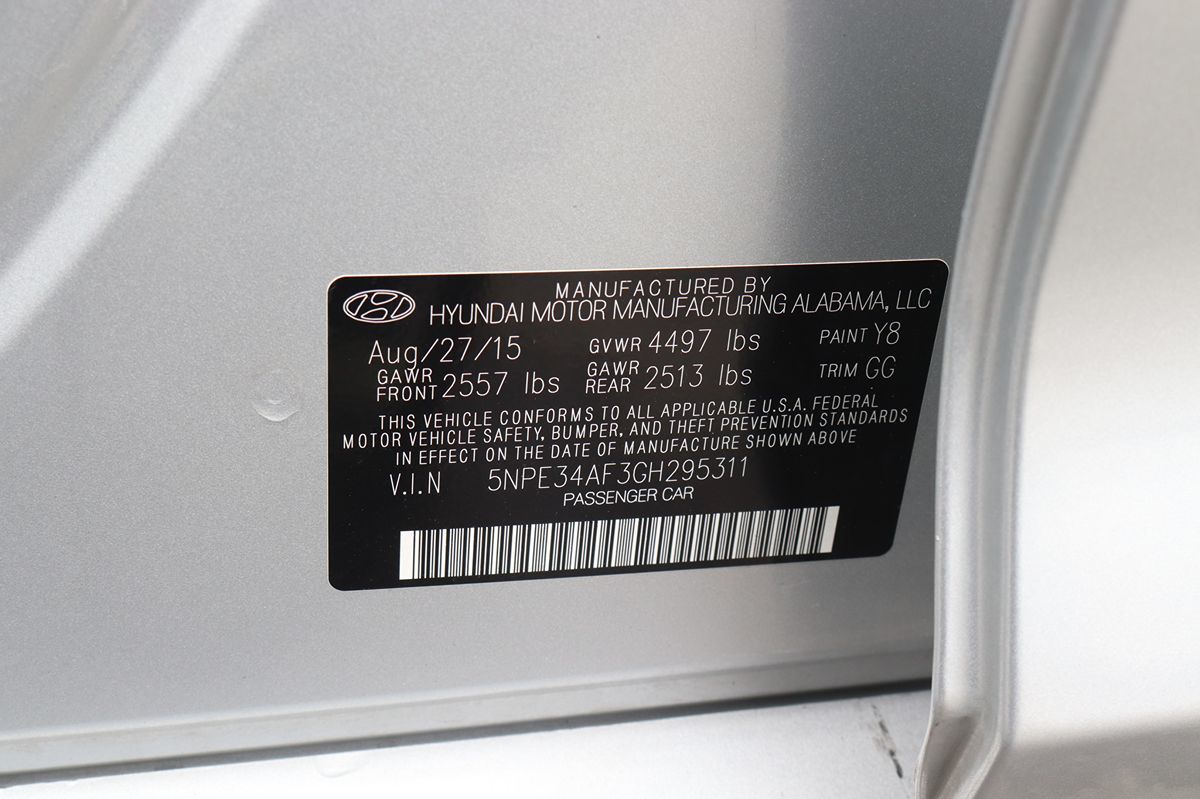 MANUFACTURED BY
HYUNDAI MOTOR MANUFACTURING ALABAMA, LLC
Aug/27/15 GVWR 4497 lbs PAINT Y8
GAWR FRONT 2557 lbs GAWR REAR 2513 lbs TRIM GG
THIS VEHICLE CONFORMS TO ALL APPLICABLE U.S.A. FEDERAL
MOTOR VEHICLE SAFETY, BUMPER, AND THEFT PREVENTION STANDARDS
IN EFFECT ON THE DATE OF MANUFACTURE SHOWN ABOVE
V.I.N 5NPE34AF3GH295311
PASSENGER CAR